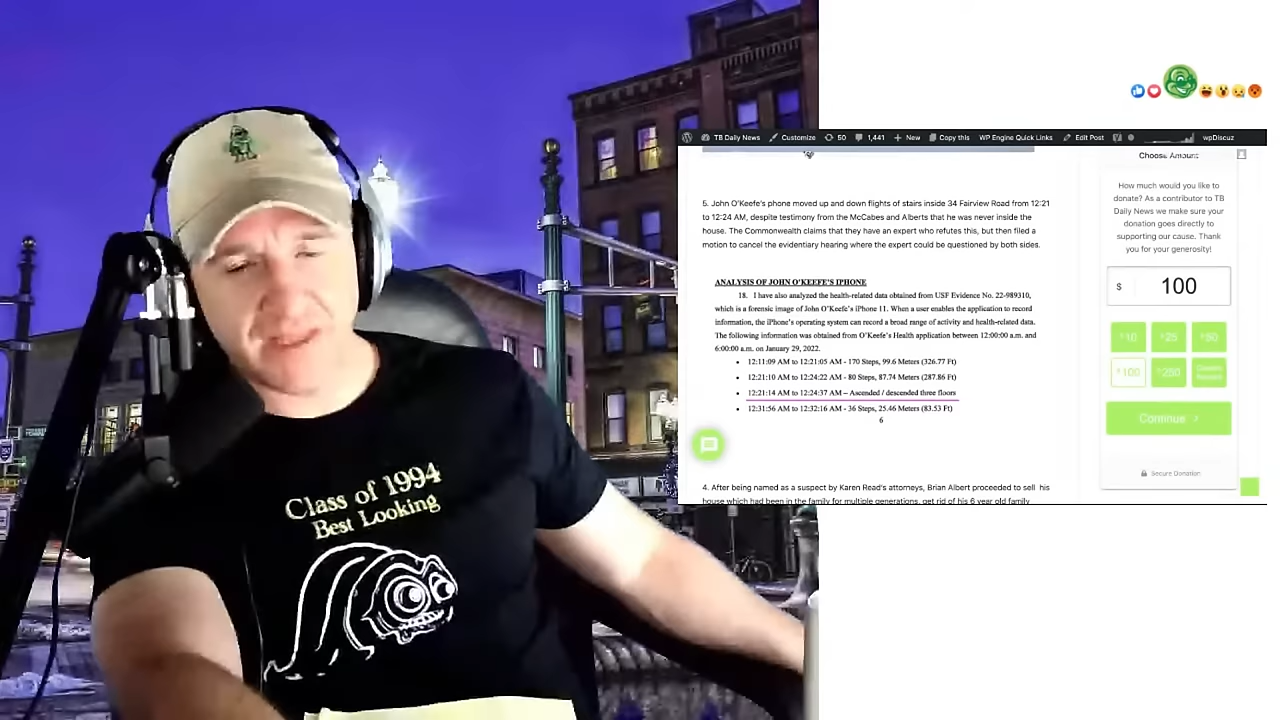 Class of 1994
Best Looking
TB Daily News
Customize
50
1,441
New
Copy this
WP Engine Quick Links
Edit Post
wpDiscuz
5. John O'Keefe's phone moved up and down flights of stairs inside 34 Fairview Road from 12:21
to 12:24 AM, despite testimony from the McCabes and Alberts that he was never inside the
house. The Commonwealth claims that they have an expert who refutes this, but then filed a
motion to cancel the evidentiary hearing where the expert could be questioned by both sides.
ANALYSIS OF JOHN O'KEEFE'S IPHONE
18. I have also analyzed the health-related data obtained from USF Evidence No. 22-989310,
which is a forensic image of John O'Keefe's iPhone 11. When a user enables the application to record
information, the iPhone's operating system can record a broad range of activity and health-related data.
The following information was obtained from O'Keefe's Health application between 12:00:00 a.m. and
6:00:00 a.m. on January 29, 2022.
• 12:11:09 AM to 12:21:05 AM - 170 Steps, 99.6 Meters (326.77 Ft)
• 12:21:10 AM to 12:24:22 AM - 80 Steps, 87.74 Meters (287.86 Ft)
• 12:21:14 AM to 12:24:37 AM – Ascended / descended three floors
• 12:31:56 AM to 12:32:16 AM - 36 Steps, 25.46 Meters (83.53 Ft)
6
4. After being named as a suspect by Karen Read's attorneys, Brian Albert proceeded to sell his
house which had been in the family for multiple generations, get rid of his 6 year old family
Choose Amount
How much would you like to
donate? As a contributor to TB
Daily News we make sure your
donation goes directly to
supporting our cause. Thank
you for your generosity!
$ 100
$10 $25 $50
$100 $250
Continue
Secure Donation